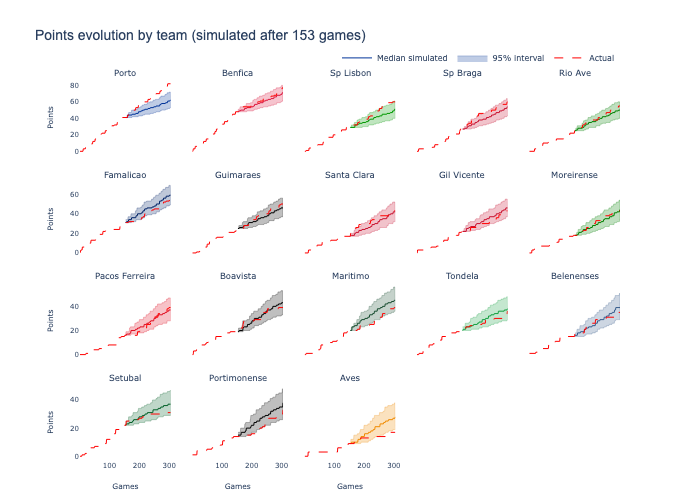 Points evolution by team (simulated after 153 games)
Median simulated 95% interval Actual
Porto Benfica Sp Lisbon Sp Braga Rio Ave
80
60
40
20
0
Points
Famalicao Guimaraes Santa Clara Gil Vicente Moreirense
60
40
20
0
Points
Pacos Ferreira Boavista Maritimo Tondela Belenenses
40
20
0
Points
Setubal Portimonense Aves
40
20
0
Points
100 200 300 100 200 300 100 200 300
Games Games Games